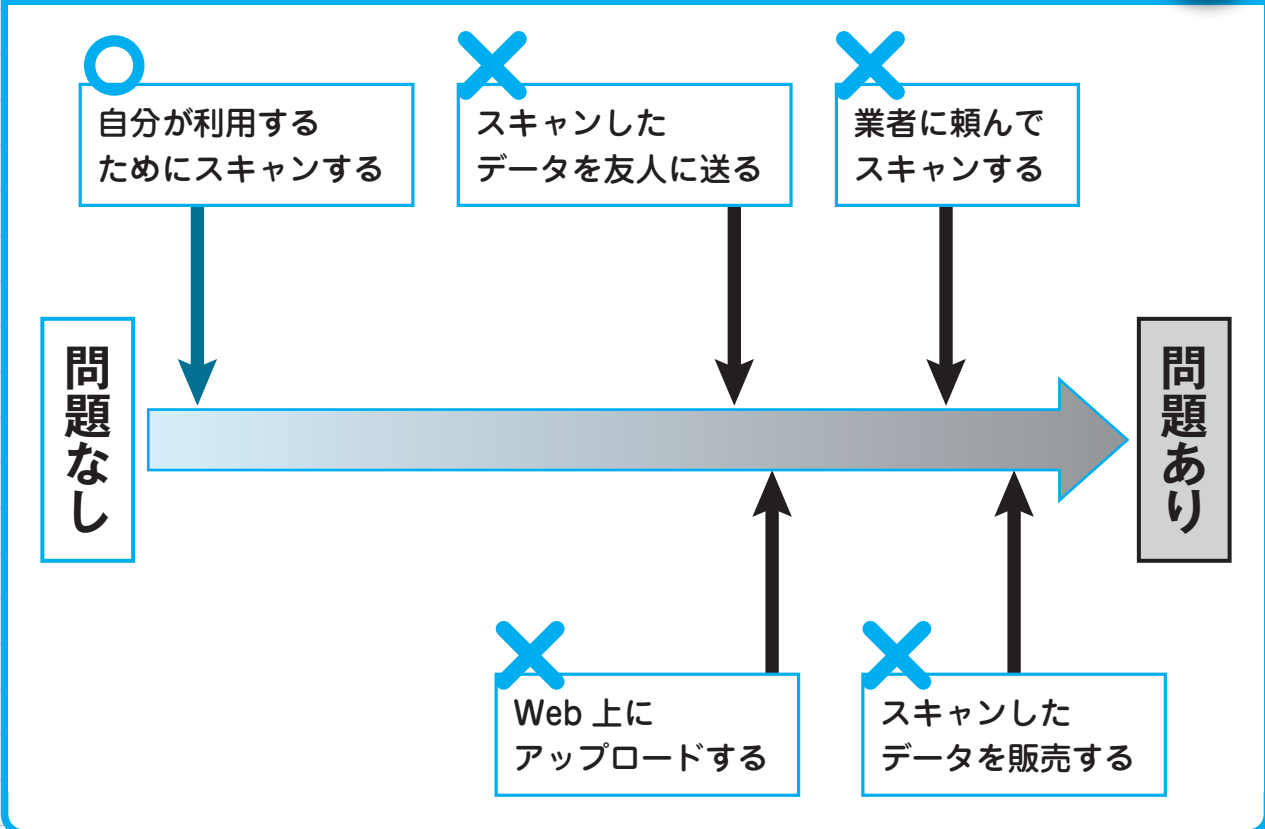 自分が利用する
ためにスキャンする
スキャンした
データを友人に送る
業者に頼んで
スキャンする
問題なし
問題あり
Web 上に
アップロードする
スキャンした
データを販売する